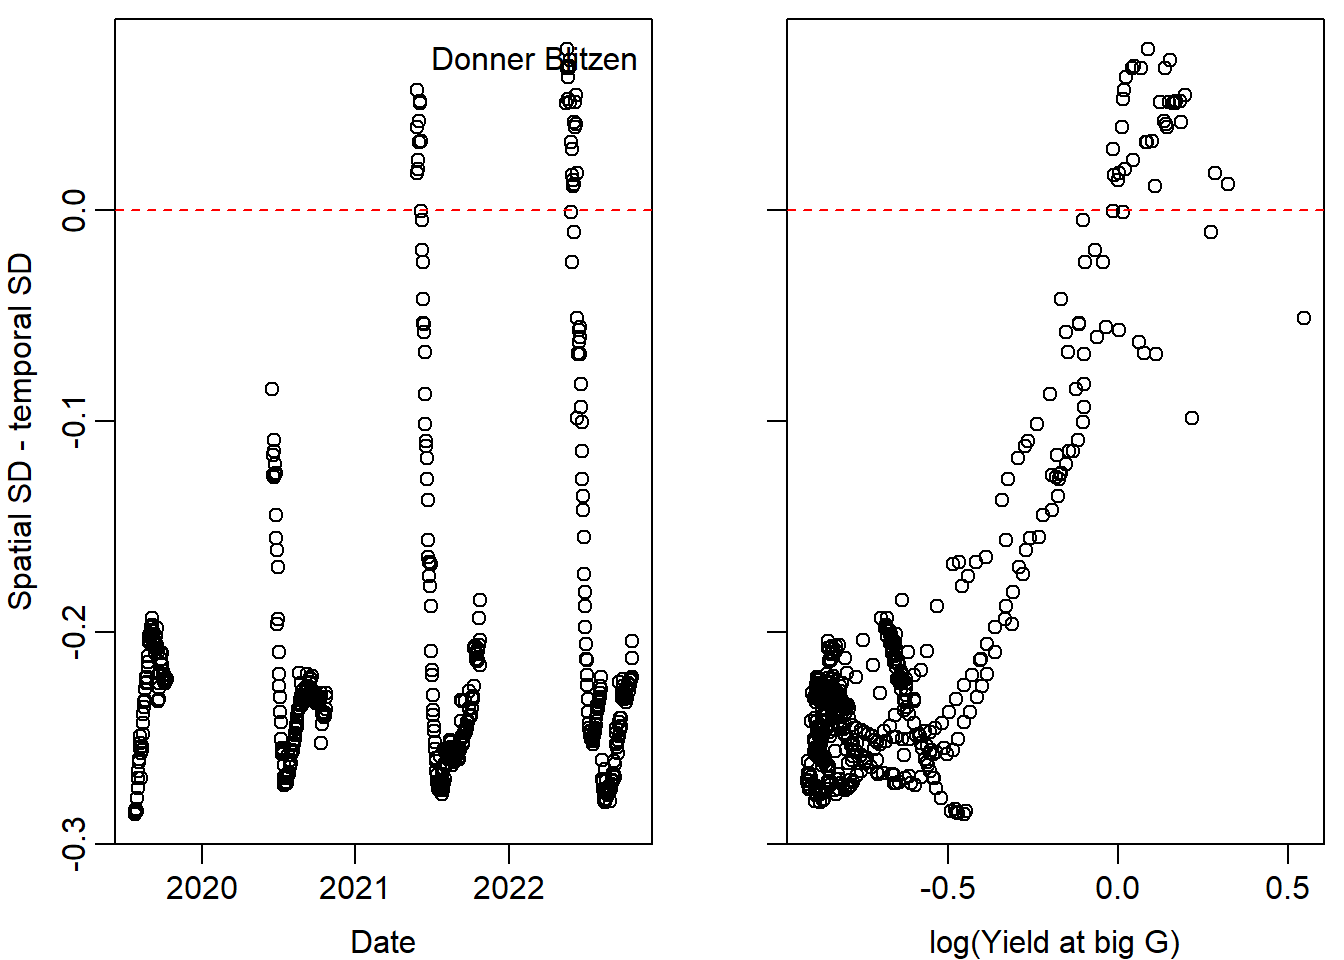 Donner Blitzen
Spatial SD - temporal SD
0.0
-0.1
-0.2
-0.3
2020 2021 2022
Date
-0.5 0.0 0.5
log(Yield at big G)